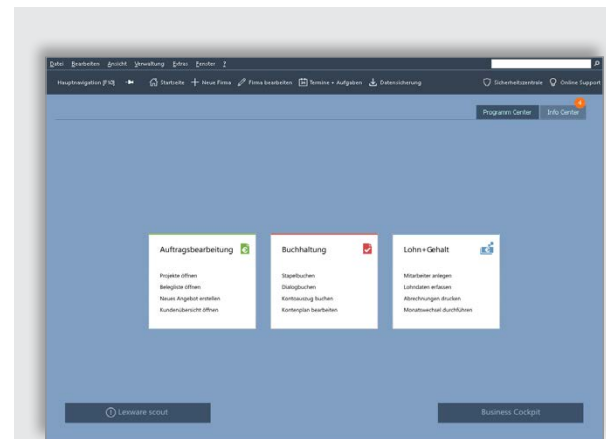 Datei Bearbeiten Ansicht Verwaltung Extras Fenster ?
Hauptnavigation [F10] Startseite Neue Firma Firma bearbeiten Termine + Aufgaben Datensicherung Sicherheitszentrale Online Support
4
Programm Center Info Center
Auftragsbearbeitung
Projekte öffnen
Belegliste öffnen
Neues Angebot erstellen
Kundenübersicht öffnen
Buchhaltung
Stapelbuchen
Dialogbuchen
Kontoauszug buchen
Kontenplan bearbeiten
Lohn+Gehalt
Mitarbeiter anlegen
Lohndaten erfassen
Abrechnungen drucken
Monatswechsel durchführen
Lexware scout
Business Cockpit